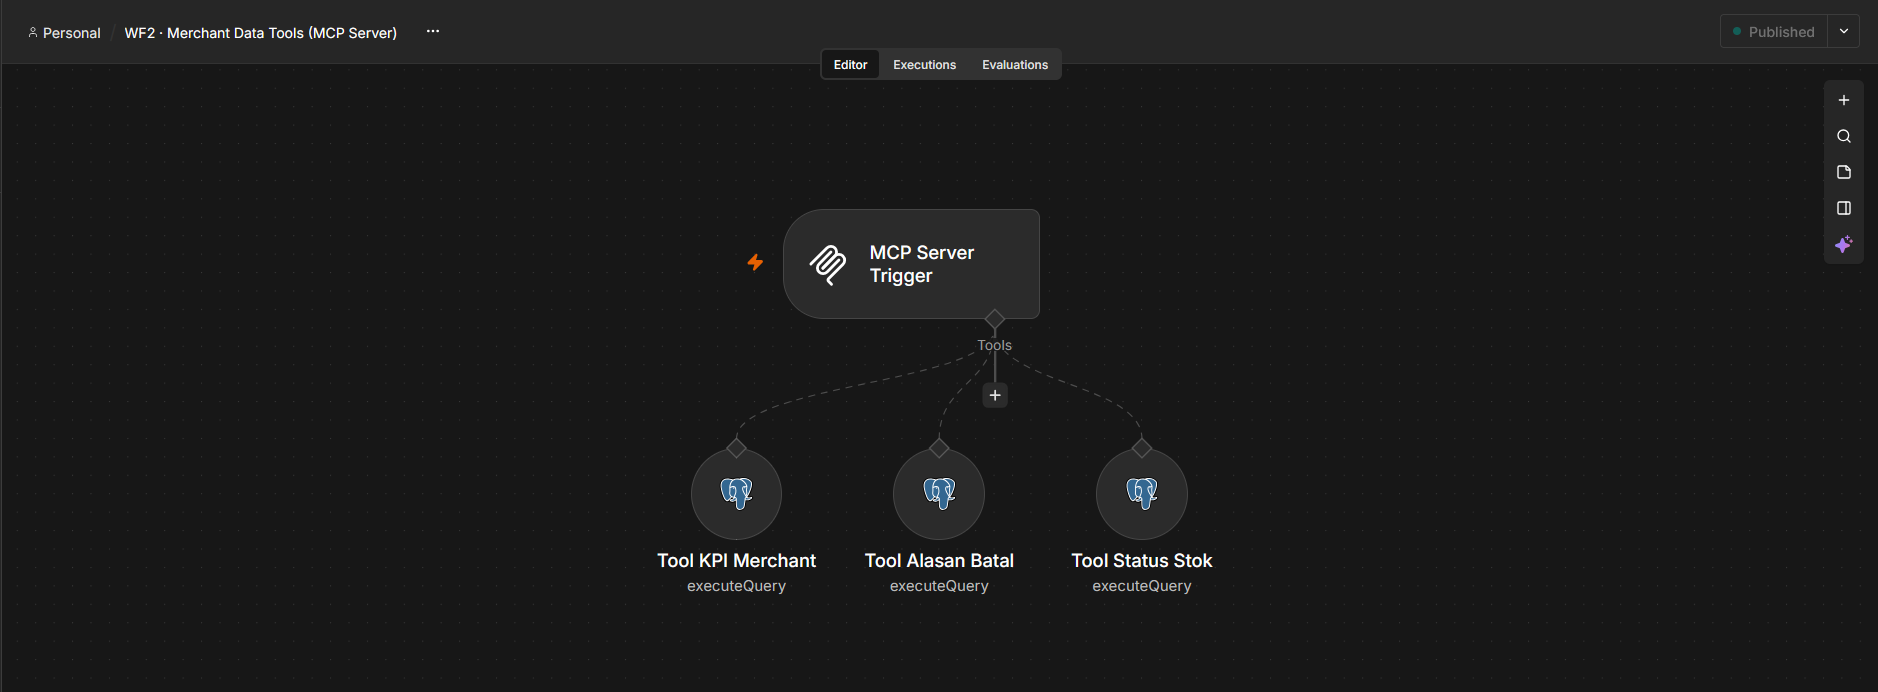 Personal / WF2 · Merchant Data Tools (MCP Server) ...
Published
Editor Executions Evaluations
MCP Server
Trigger
Tools
Tool KPI Merchant
executeQuery
Tool Alasan Batal
executeQuery
Tool Status Stok
executeQuery